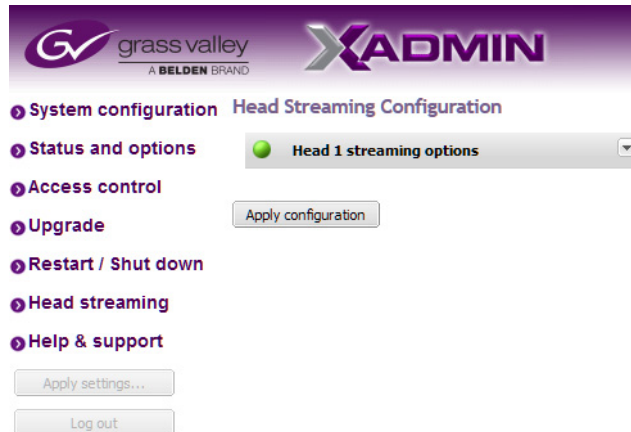 grass valley
A BELDEN BRAND
XADMIN
System configuration
Status and options
Access control
Upgrade
Restart / Shut down
Head streaming
Help & support
Apply settings...
Log out
Head Streaming Configuration
Head 1 streaming options
Apply configuration